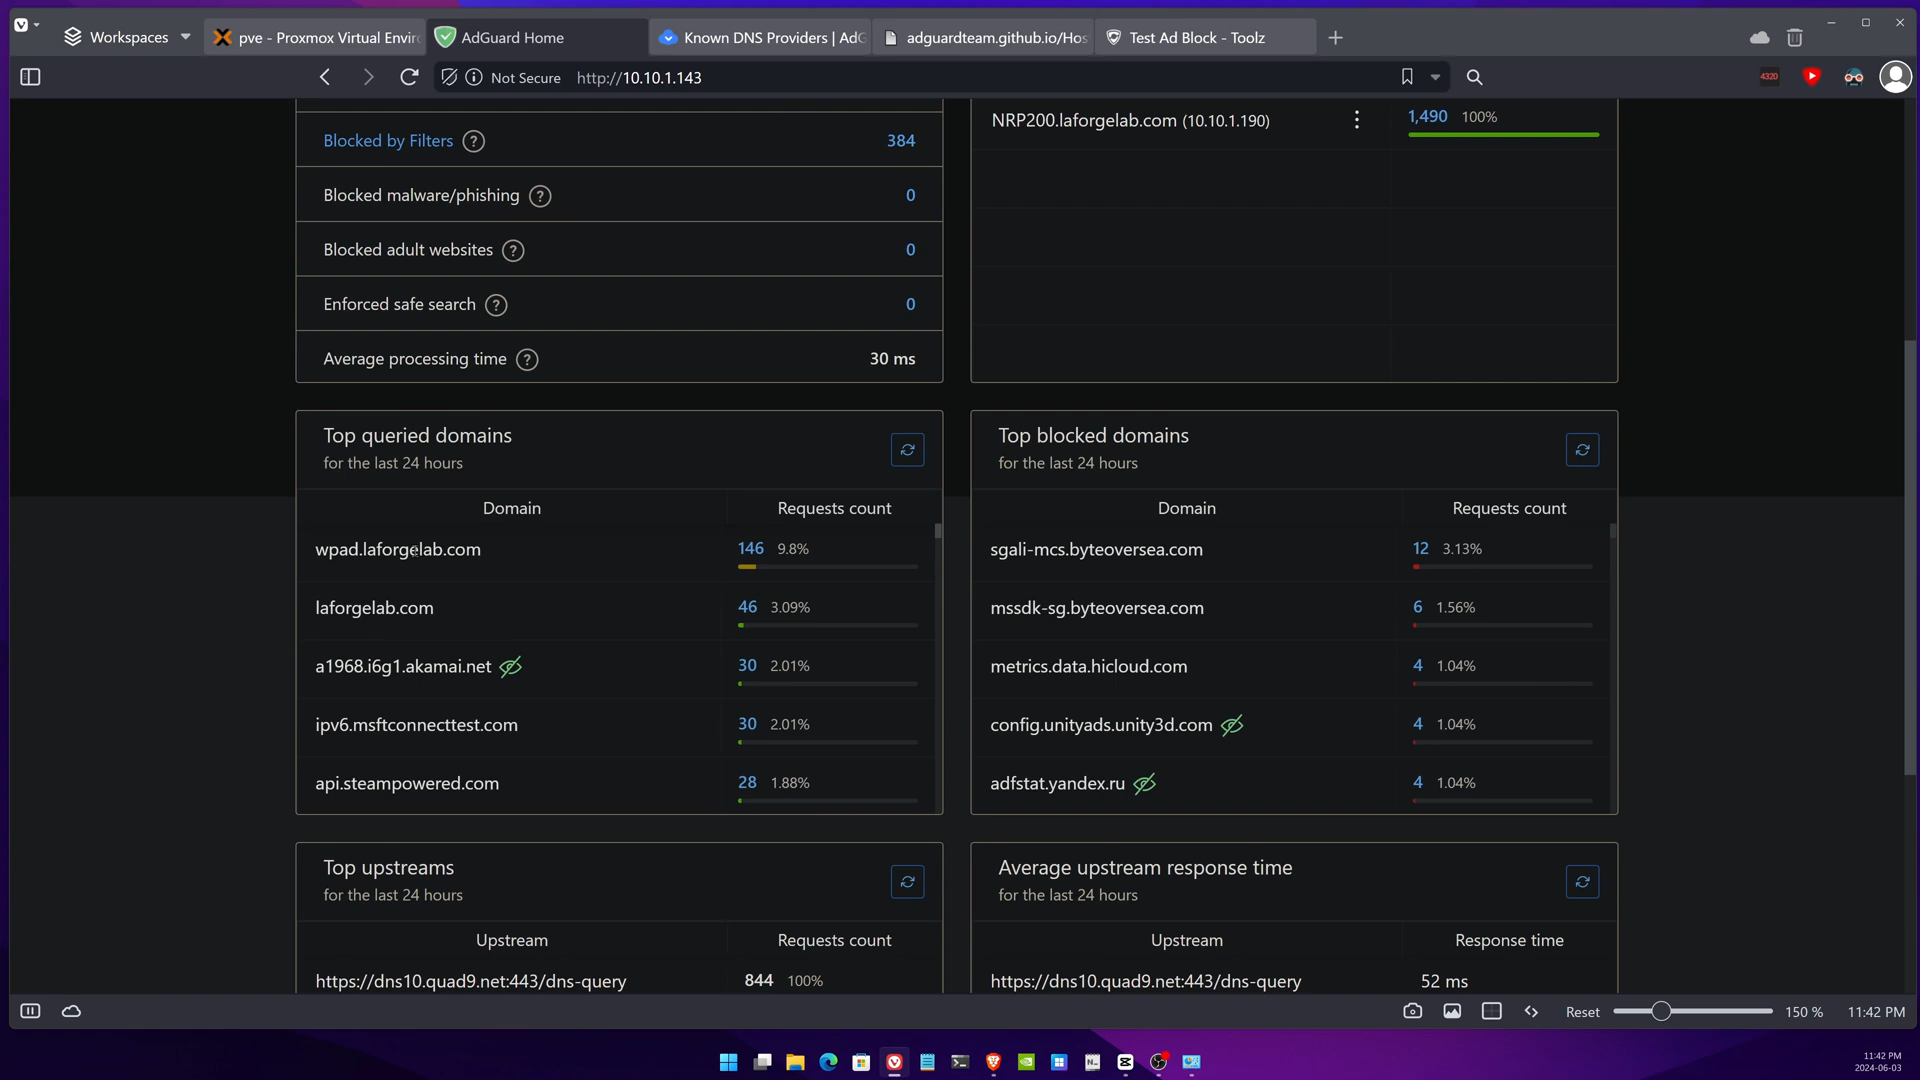 Workspaces
pve - Proxmox Virtual Enviro
AdGuard Home
Known DNS Providers | AdG
adguardteam.github.io/Hos
Test Ad Block - Toolz
Not Secure http://10.10.1.143
4320
NRP200.laforgelab.com (10.10.1.190) 1,490 100%
Blocked by Filters ? 384
Blocked malware/phishing ? 0
Blocked adult websites ? 0
Enforced safe search ? 0
Average processing time ? 30 ms
Top queried domains
for the last 24 hours
Domain Requests count
wpad.laforgelab.com 146 9.8%
laforgelab.com 46 3.09%
a1968.i6g1.akamai.net 30 2.01%
ipv6.msftconnecttest.com 30 2.01%
api.steampowered.com 28 1.88%
Top blocked domains
for the last 24 hours
Domain Requests count
sgali-mcs.byteoversea.com 12 3.13%
mssdk-sg.byteoversea.com 6 1.56%
metrics.data.hicloud.com 4 1.04%
config.unityads.unity3d.com 4 1.04%
adfstat.yandex.ru 4 1.04%
Top upstreams
for the last 24 hours
Upstream Requests count
https://dns10.quad9.net:443/dns-query 844 100%
Average upstream response time
for the last 24 hours
Upstream Response time
https://dns10.quad9.net:443/dns-query 52 ms
Reset 150 % 11:42 PM
11:42 PM
2024-06-03